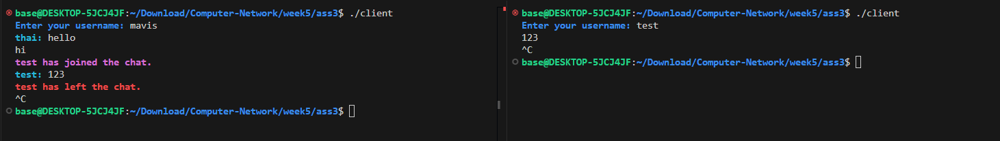 base@DESKTOP-5JCJ4JF:~/Download/Computer-Network/week5/ass3$ ./client
Enter your username: mavis
thai: hello
hi
test has joined the chat.
test: 123
test has left the chat.
^C
base@DESKTOP-5JCJ4JF:~/Download/Computer-Network/week5/ass3$
base@DESKTOP-5JCJ4JF:~/Download/Computer-Network/week5/ass3$ ./client
Enter your username: test
123
^C
base@DESKTOP-5JCJ4JF:~/Download/Computer-Network/week5/ass3$